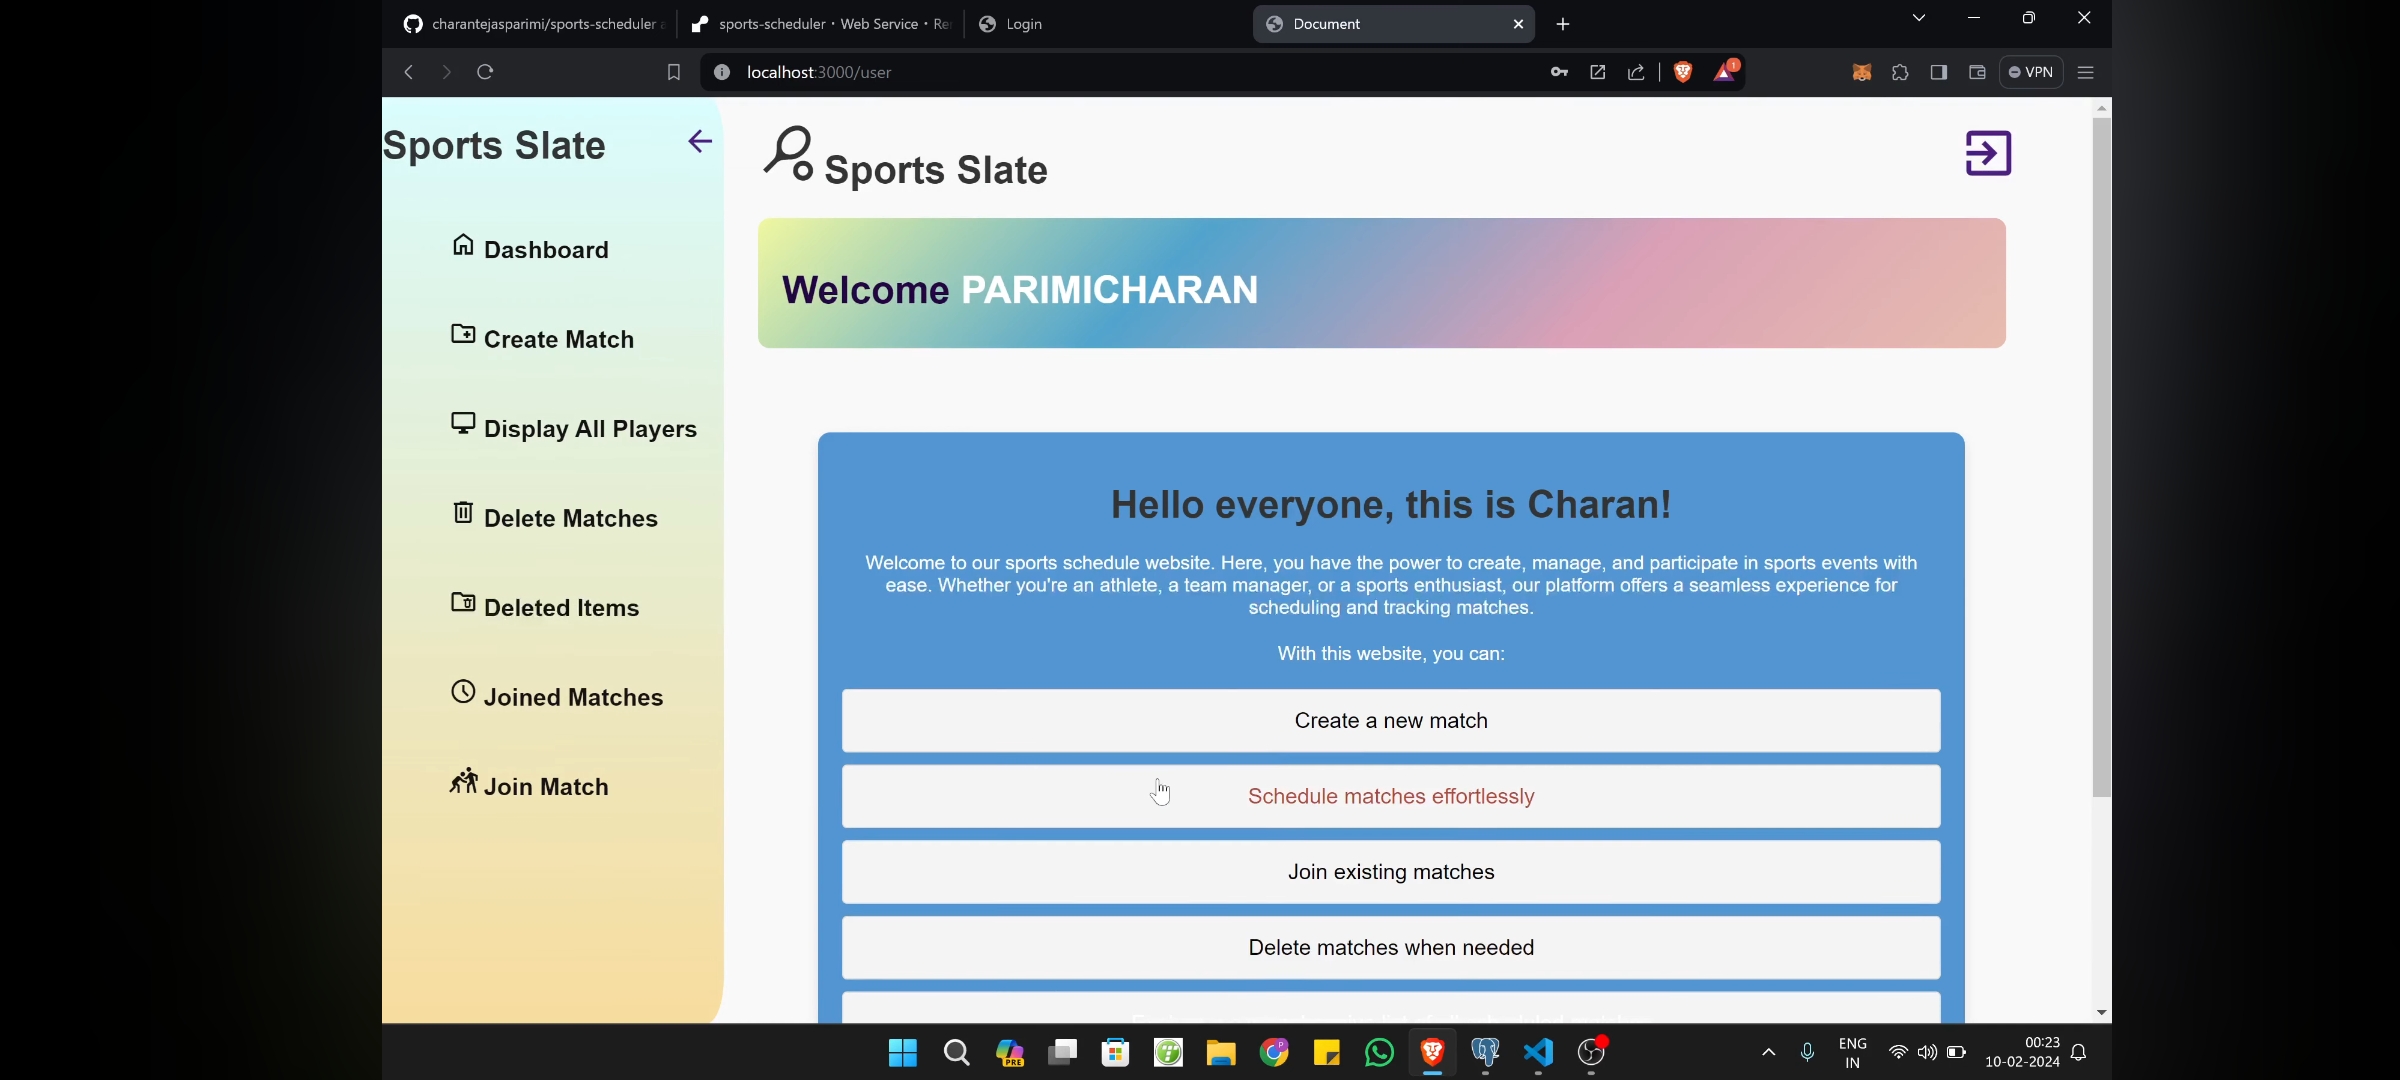 charantejasparimi/sports-scheduler a
sports-scheduler · Web Service · Re
Login
Document
localhost:3000/user
1
VPN
Sports Slate
Dashboard
Create Match
Display All Players
Delete Matches
Deleted Items
Joined Matches
Join Match
Sports Slate
Welcome PARIMICHARAN
Hello everyone, this is Charan!
Welcome to our sports schedule website. Here, you have the power to create, manage, and participate in sports events with
ease. Whether you're an athlete, a team manager, or a sports enthusiast, our platform offers a seamless experience for
scheduling and tracking matches.
With this website, you can:
Create a new match
Schedule matches effortlessly
Join existing matches
Delete matches when needed
PRE
P
ENG
IN
00:23
10-02-2024